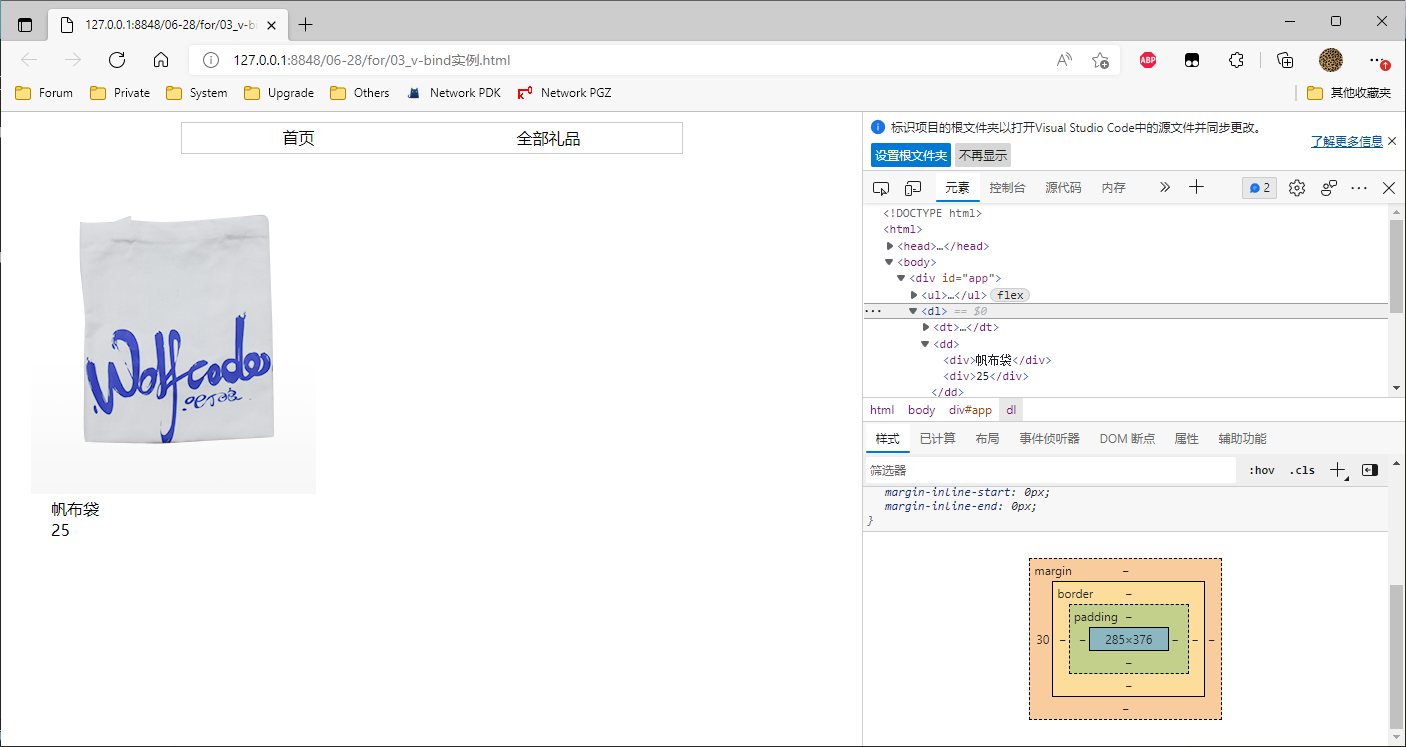 127.0.0.1:8848/06-28/for/03_v-bi
127.0.0.1:8848/06-28/for/03_v-bind实例.html
ABP
Forum Private System Upgrade Others Network PDK Network PGZ 其他收藏夹
首页 全部礼品
Wolfcode
帆布袋
25
标识项目的根文件夹以打开Visual Studio Code中的源文件并同步更改。
了解更多信息
设置根文件夹 不再显示
元素 控制台 源代码 内存 2
<!DOCTYPE html>
<html>
<head>…</head>
<body>
<div id="app">
<ul>…</ul> flex
… <dl> == $0
<dt>…</dt>
<dd>
<div>帆布袋</div>
<div>25</div>
</dd>
html body div#app dl
样式 已计算 布局 事件侦听器 DOM 断点 属性 辅助功能
筛选器 :hov .cls
margin-inline-start: 0px;
margin-inline-end: 0px;
}
margin –
border –
padding –
30 – – 285×376 – – –
–
–
–